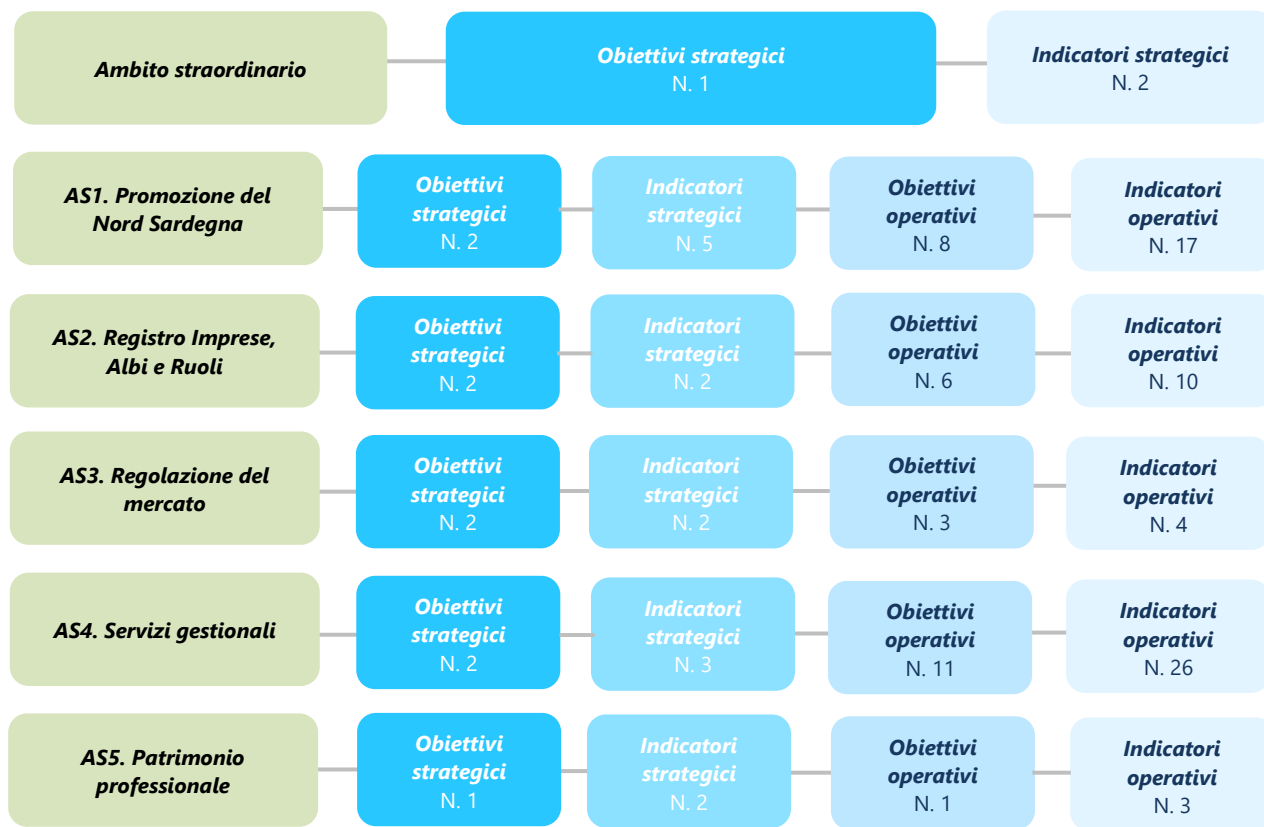 Ambito straordinario
Obiettivi strategici
N. 1
Indicatori strategici
N. 2
AS1. Promozione del
Nord Sardegna
Obiettivi
strategici
N. 2
Indicatori
strategici
N. 5
Obiettivi
operativi
N. 8
Indicatori
operativi
N. 17
AS2. Registro Imprese,
Albi e Ruoli
Obiettivi
strategici
N. 2
Indicatori
strategici
N. 2
Obiettivi
operativi
N. 6
Indicatori
operativi
N. 10
AS3. Regolazione del
mercato
Obiettivi
strategici
N. 2
Indicatori
strategici
N. 2
Obiettivi
operativi
N. 3
Indicatori
operativi
N. 4
AS4. Servizi gestionali
Obiettivi
strategici
N. 2
Indicatori
strategici
N. 3
Obiettivi
operativi
N. 11
Indicatori
operativi
N. 26
AS5. Patrimonio
professionale
Obiettivi
strategici
N. 1
Indicatori
strategici
N. 2
Obiettivi
operativi
N. 1
Indicatori
operativi
N. 3